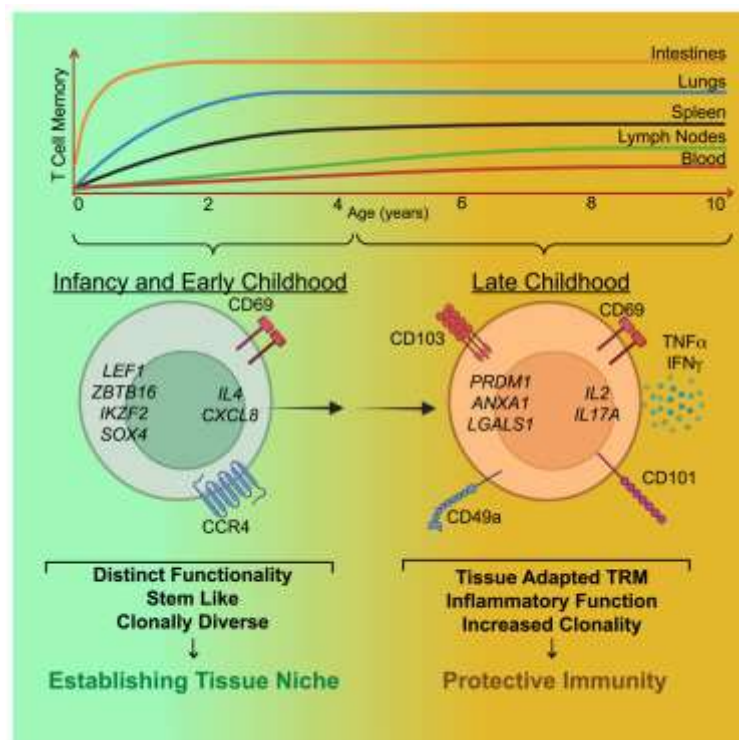 Intestines
Lungs
Spleen
Lymph Nodes
Blood
T Cell Memory
0 2 4 6 8 10
Age (years)
Infancy and Early Childhood
CD69
LEF1
ZBTB16
IKZF2
SOX4
IL4
CXCL8
CCR4
Distinct Functionality
Stem Like
Clonally Diverse
Establishing Tissue Niche
Late Childhood
CD103
CD69
TNFα
IFNγ
PRDM1
ANXA1
LGALS1
IL2
IL17A
CD49a
CD101
Tissue Adapted TRM
Inflammatory Function
Increased Clonality
Protective Immunity